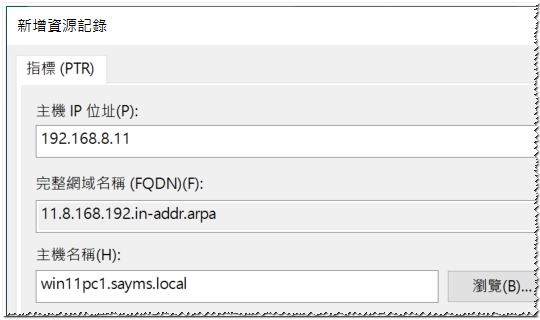 新增資源記錄
指標 (PTR)
主機 IP 位址(P):
192.168.8.11
完整網域名稱 (FQDN)(F):
11.8.168.192.in-addr.arpa
主機名稱(H):
win11pc1.sayms.local
瀏覽(B)...